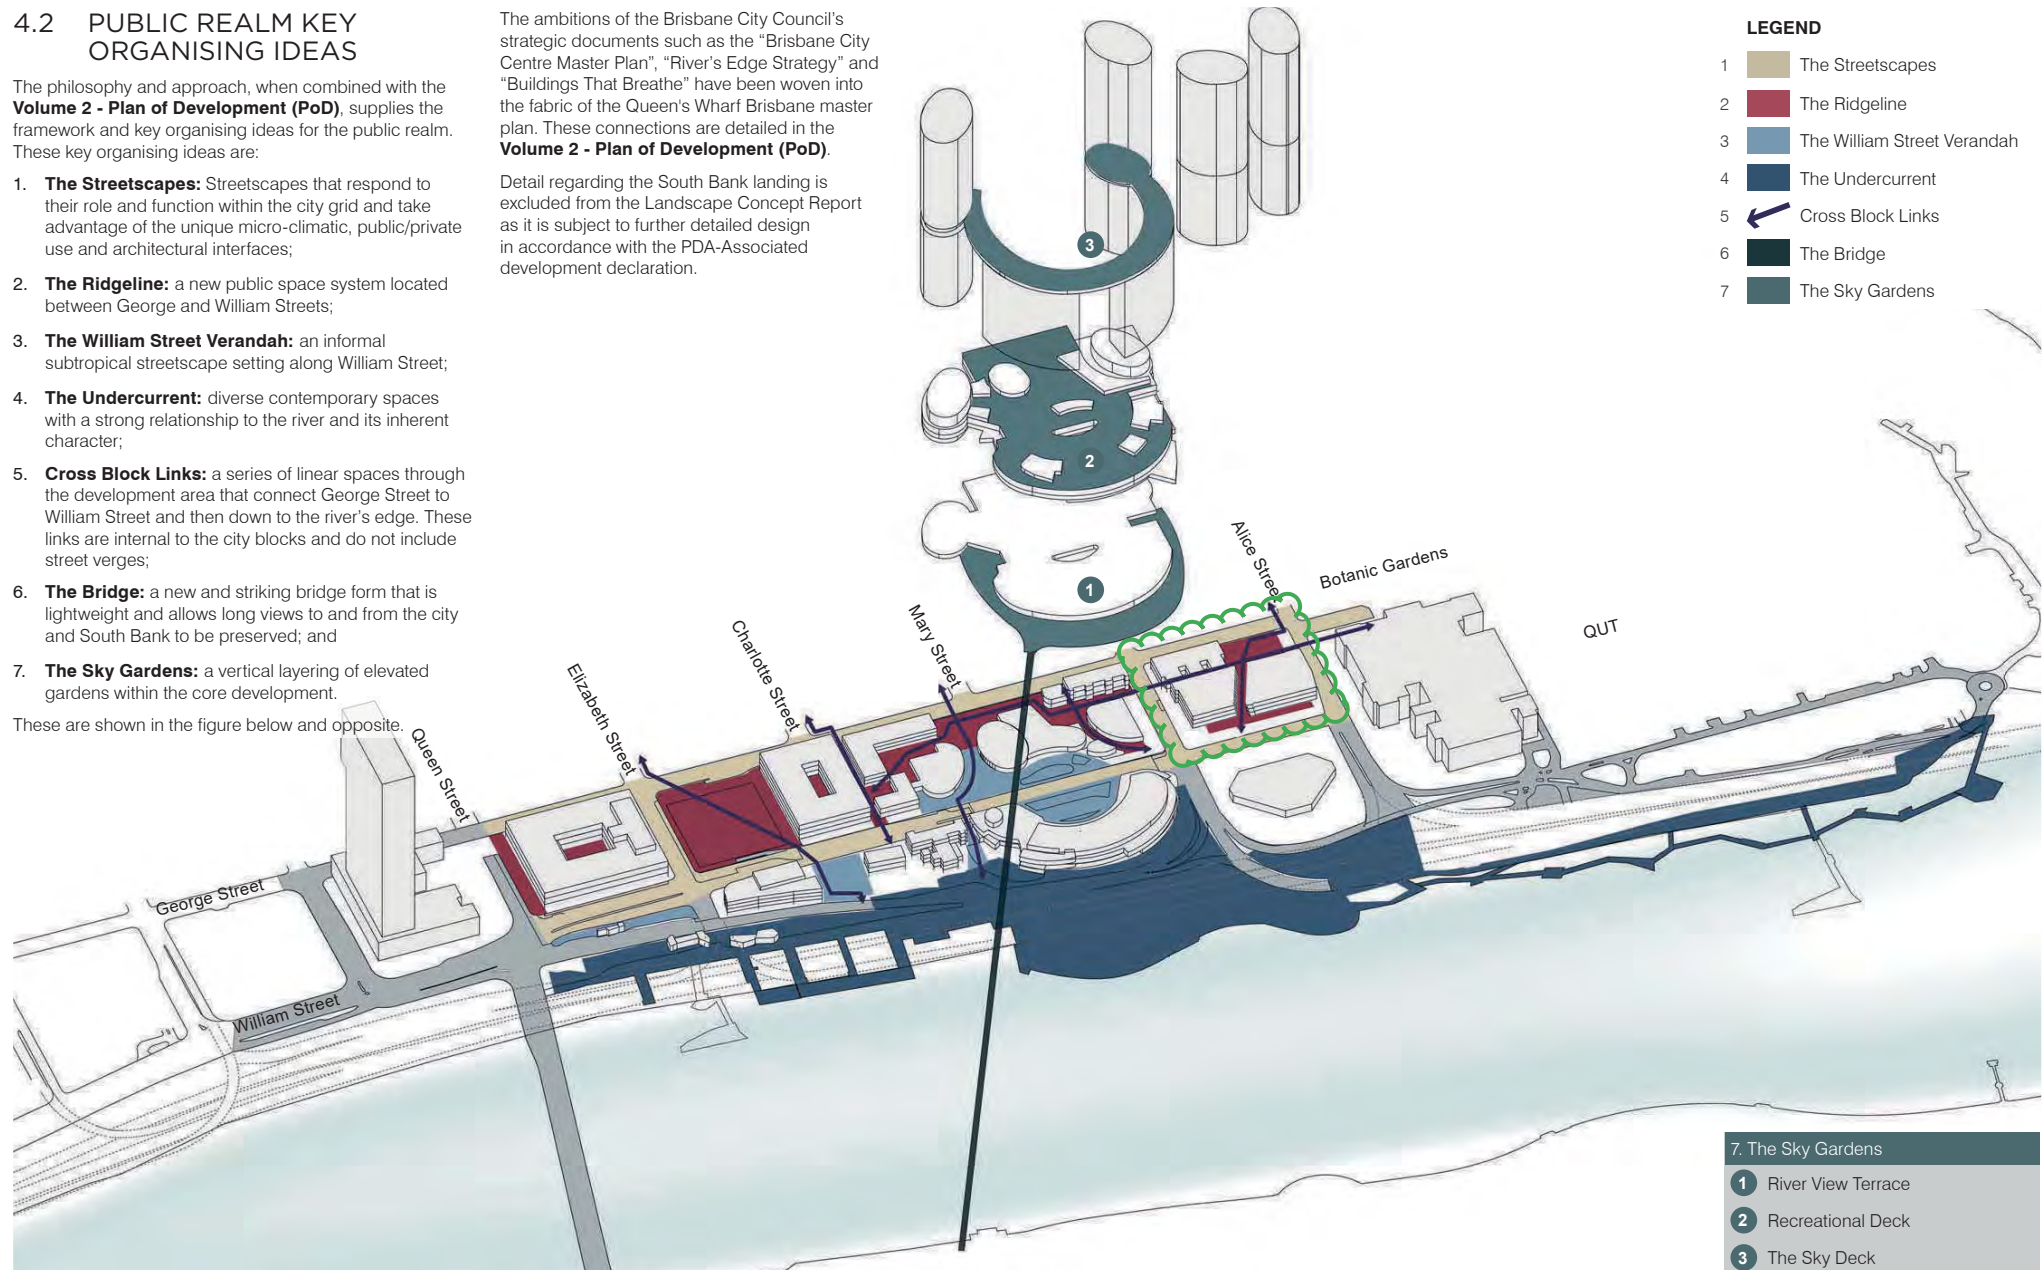 4.2 PUBLIC REALM KEY
ORGANISING IDEAS
The philosophy and approach, when combined with the
Volume 2 - Plan of Development (PoD), supplies the
framework and key organising ideas for the public realm.
These key organising ideas are:
1. The Streetscapes: Streetscapes that respond to
their role and function within the city grid and take
advantage of the unique micro-climatic, public/private
use and architectural interfaces;
2. The Ridgeline: a new public space system located
between George and William Streets;
3. The William Street Verandah: an informal
subtropical streetscape setting along William Street;
4. The Undercurrent: diverse contemporary spaces
with a strong relationship to the river and its inherent
character;
5. Cross Block Links: a series of linear spaces through
the development area that connect George Street to
William Street and then down to the river’s edge. These
links are internal to the city blocks and do not include
street verges;
6. The Bridge: a new and striking bridge form that is
lightweight and allows long views to and from the city
and South Bank to be preserved; and
7. The Sky Gardens: a vertical layering of elevated
gardens within the core development.
These are shown in the figure below and opposite.
The ambitions of the Brisbane City Council’s
strategic documents such as the “Brisbane City
Centre Master Plan”, “River’s Edge Strategy” and
“Buildings That Breathe” have been woven into
the fabric of the Queen's Wharf Brisbane master
plan. These connections are detailed in the
Volume 2 - Plan of Development (PoD).
Detail regarding the South Bank landing is
excluded from the Landscape Concept Report
as it is subject to further detailed design
in accordance with the PDA-Associated
development declaration.
LEGEND
1 The Streetscapes
2 The Ridgeline
3 The William Street Verandah
4 The Undercurrent
5 Cross Block Links
6 The Bridge
7 The Sky Gardens
3
2
1
Alice Street
Botanic Gardens
QUT
Mary Street
Charlotte Street
Elizabeth Street
Queen Street
George Street
William Street
7. The Sky Gardens
1 River View Terrace
2 Recreational Deck
3 The Sky Deck